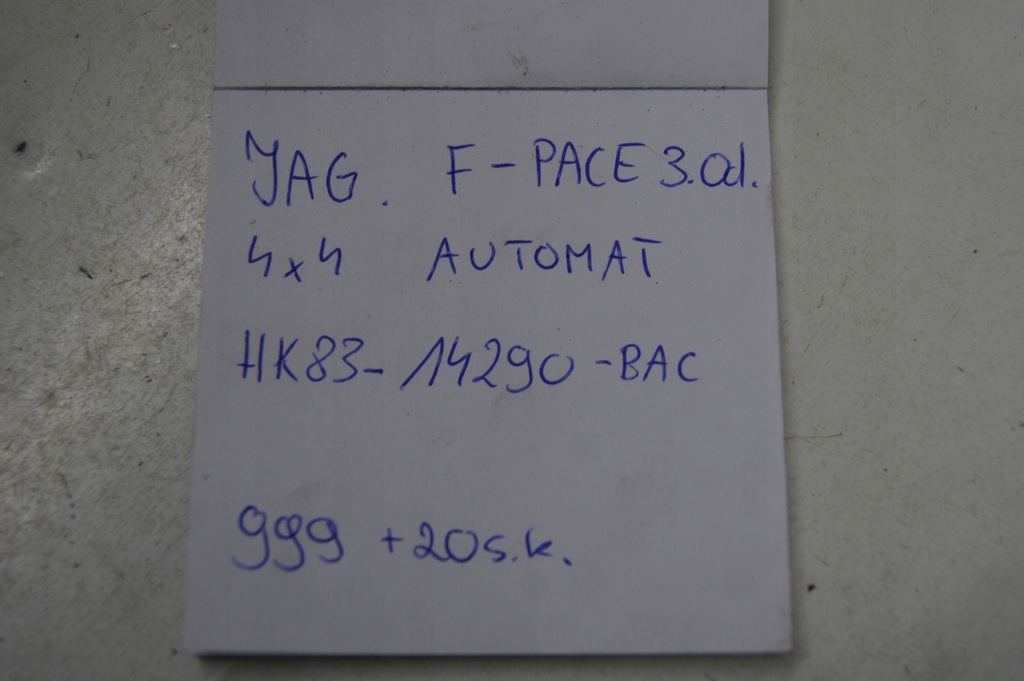 JAG. F-PACE 3.0d.
4x4 AUTOMAT
HK83-14290-BAC
999 +20s.k.